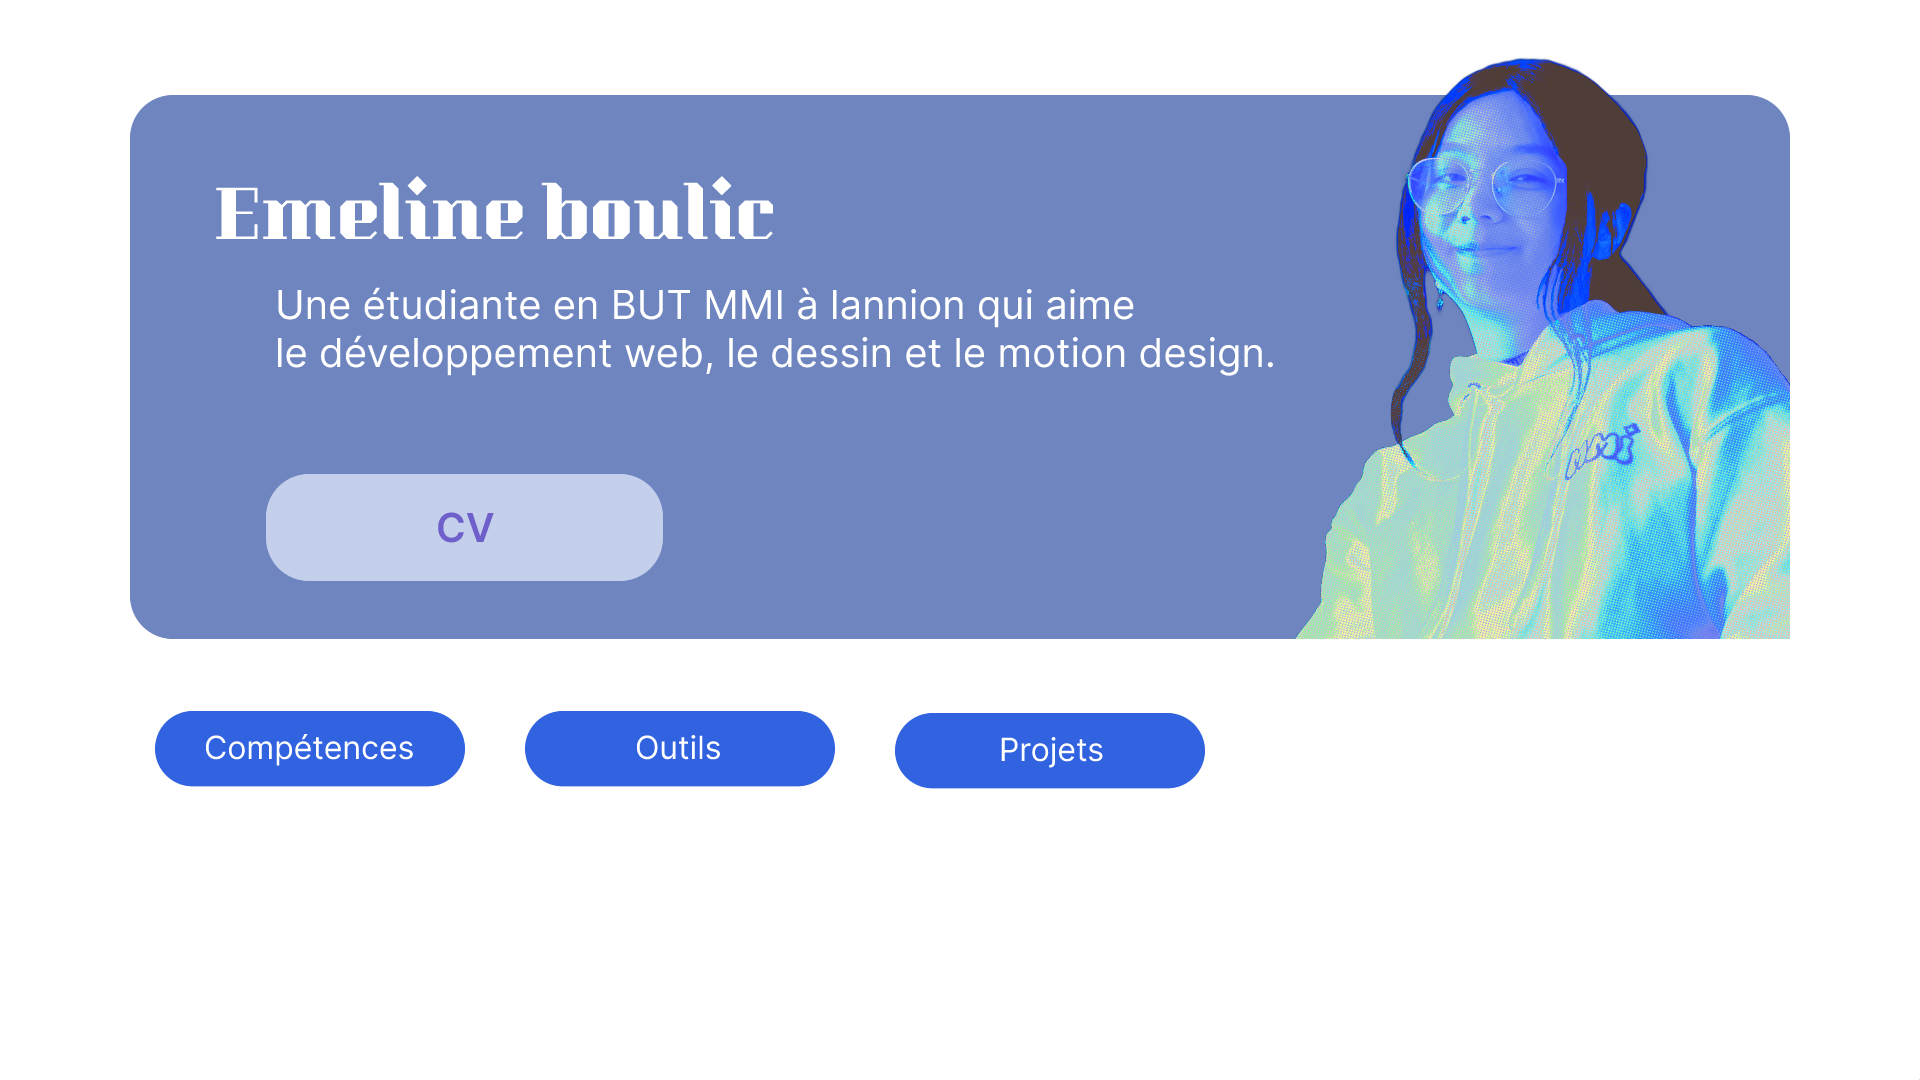 Emeline boulic
Une étudiante en BUT MMI à lannion qui aime
le développement web, le dessin et le motion design.
MMi
CV
Compétences
Outils
Projets